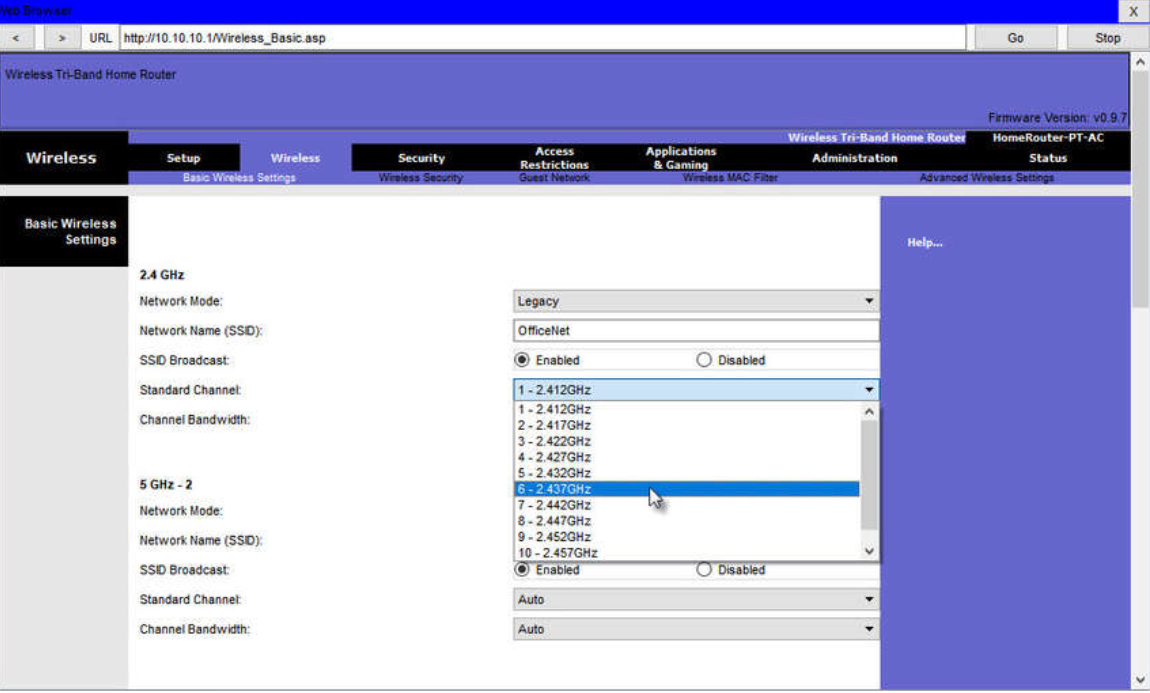 Web Browser X
< > URL http://10.10.10.1/Wireless_Basic.asp Go Stop
Wireless Tri-Band Home Router
Firmware Version: v0.9.7
Wireless Tri-Band Home Router HomeRouter-PT-AC
Wireless Setup Wireless Security Access Restrictions Applications & Gaming Administration Status
Basic Wireless Settings Wireless Security Guest Network Wireless MAC Filter Advanced Wireless Settings
Basic Wireless
Settings
Help...
2.4 GHz
Network Mode: Legacy
Network Name (SSID): OfficeNet
SSID Broadcast: Enabled Disabled
Standard Channel: 1 - 2.412GHz
1 - 2.412GHz
Channel Bandwidth:
2 - 2.417GHz
3 - 2.422GHz
4 - 2.427GHz
5 - 2.432GHz
6 - 2.437GHz
7 - 2.442GHz
8 - 2.447GHz
9 - 2.452GHz
10 - 2.457GHz
5 GHz - 2
Network Mode:
Network Name (SSID):
SSID Broadcast: Enabled Disabled
Standard Channel: Auto
Channel Bandwidth: Auto